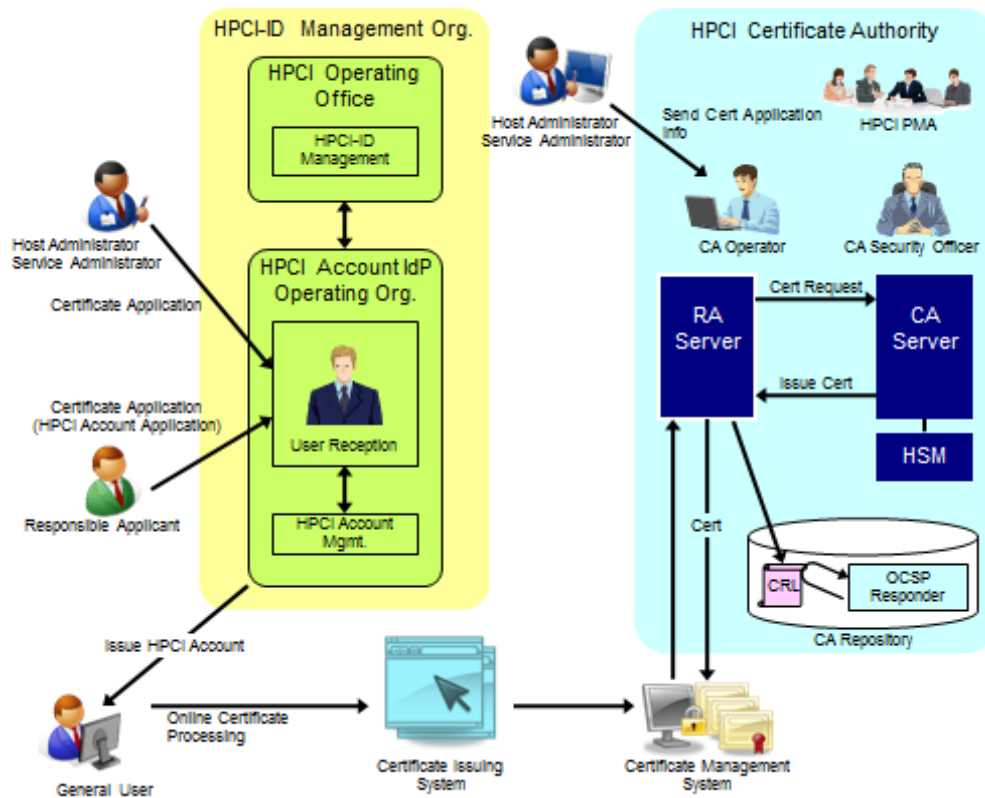 HPCI-ID Management Org.
HPCI Operating
Office
HPCI-ID
Management
Host Administrator
Service Administrator
Certificate Application
HPCI Account IdP
Operating Org.
User Reception
Certificate Application
(HPCI Account Application)
Responsible Applicant
HPCI Account
Mgmt.
Issue HPCI Account
General User
Online Certificate
Processing
Certificate Issuing
System
Certificate Management
System
HPCI Certificate Authority
Host Administrator
Service Administrator
Send Cert Application
Info
HPCI PMA
CA Operator
CA Security Officer
RA
Server
Cert Request
CA
Server
Issue Cert
HSM
Cert
CRL
OCSP
Responder
CA Repository